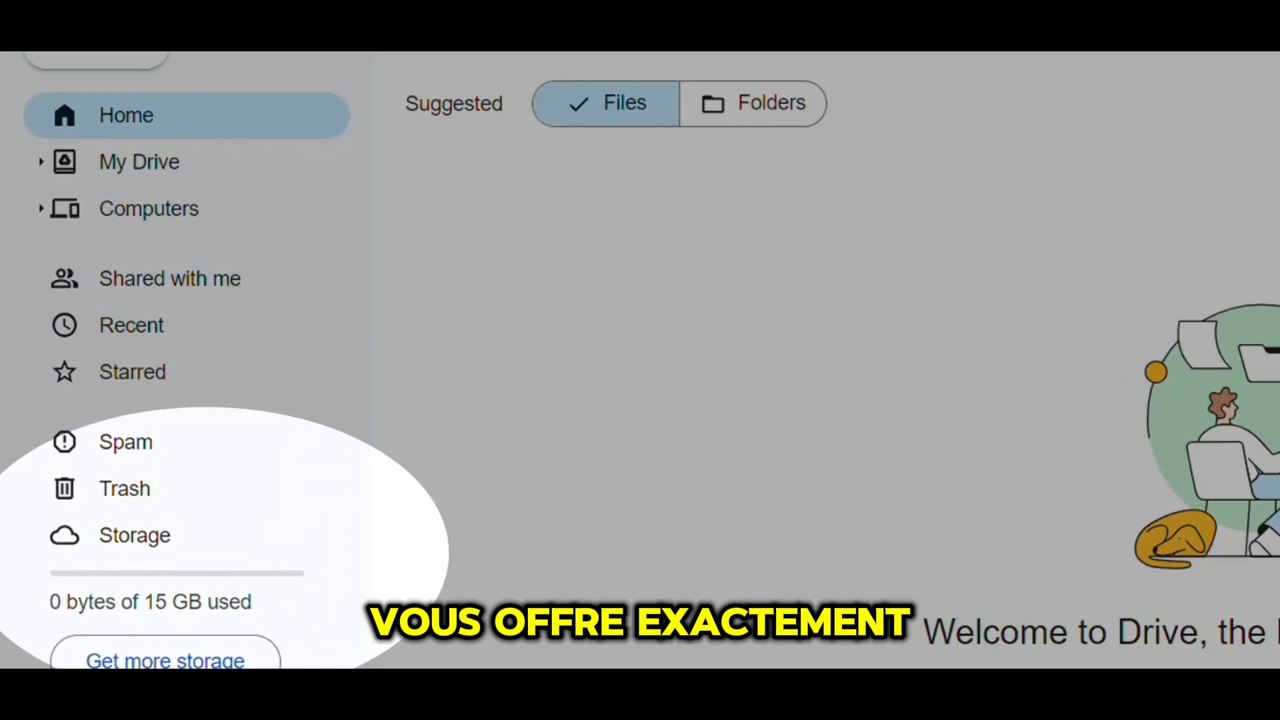 Home
Suggested
Files
Folders
My Drive
Computers
Shared with me
Recent
Starred
Spam
Trash
Storage
0 bytes of 15 GB used
VOUS OFFRE EXACTEMENT
Welcome to Drive, the
Get more storage